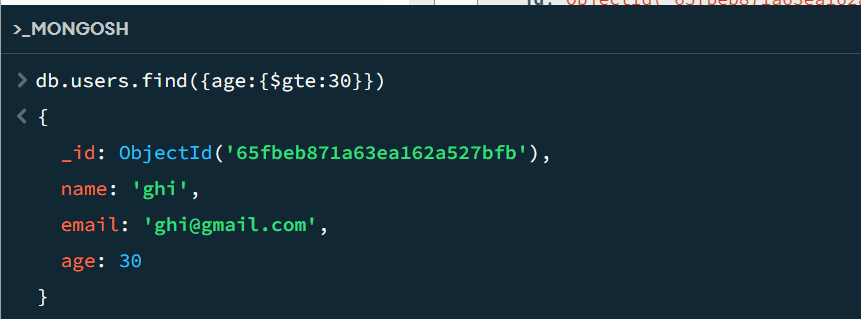 >_MONGOSH
> db.users.find({age:{$gte:30}})
< {
_id: ObjectId('65fbeb871a63ea162a527bfb'),
name: 'ghi',
email: 'ghi@gmail.com',
age: 30
}